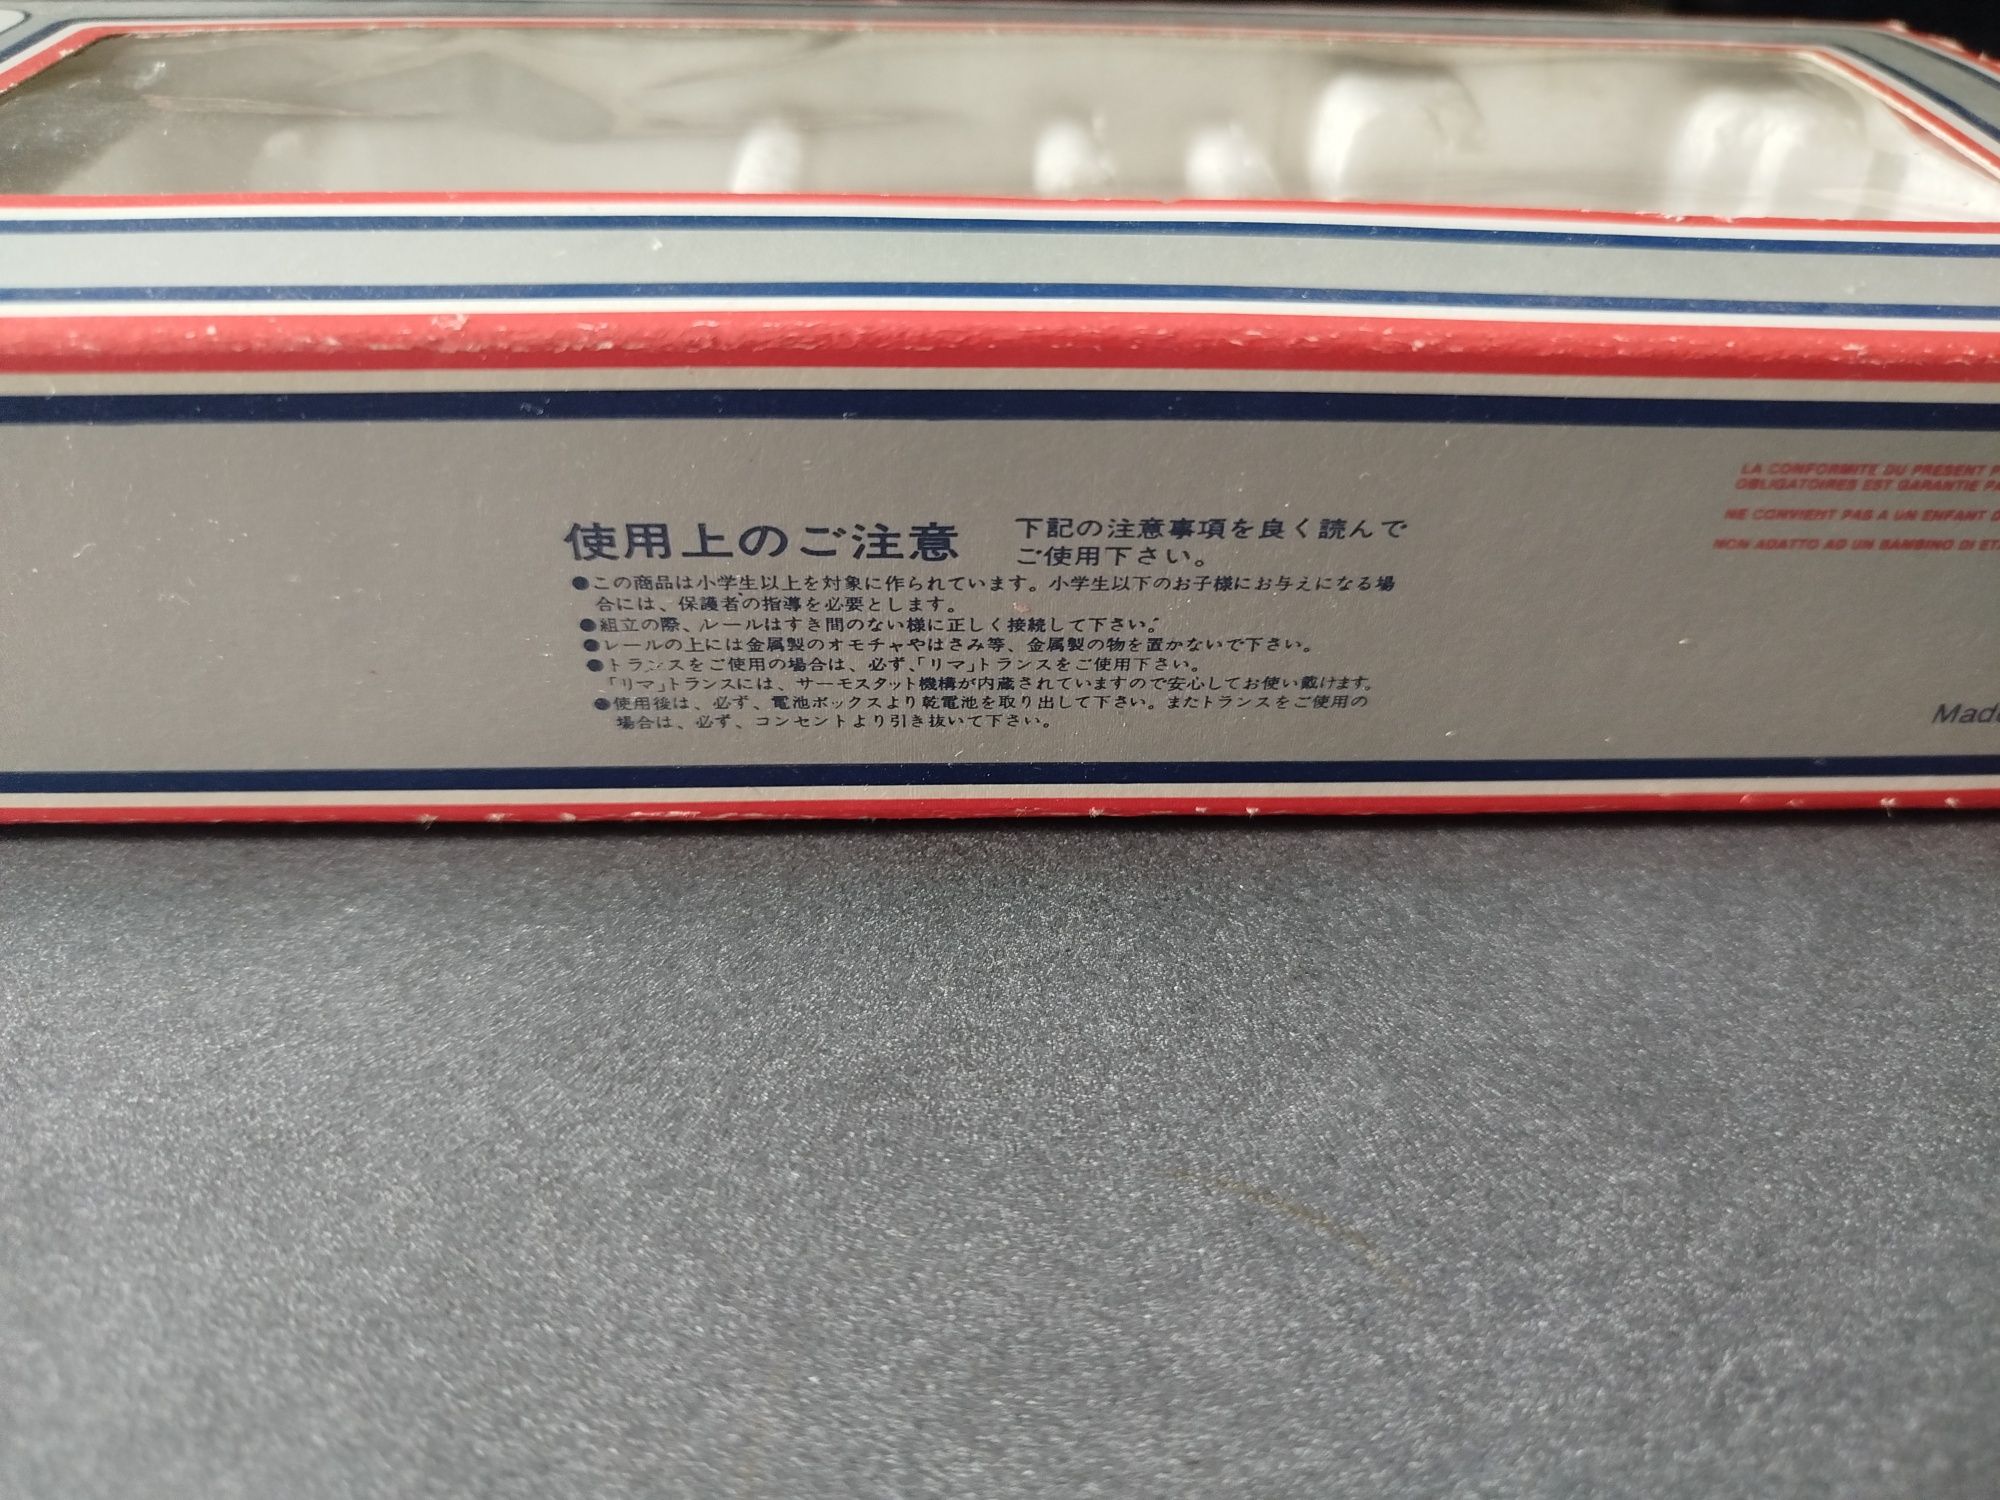 使用上のご注意
下記の注意事項を良く読んで
ご使用下さい。
●この商品は小学生以上を対象に作られています。小学生以下のお子様にお与えになる場
合には、保護者の指導を必要とします。
●組立の際、レールはすき間のない様に正しく接続して下さい。
●レールの上には金属製のオモチャやはさみ等、金属製の物を置かないで下さい。
●トランスをご使用の場合は、必ず、「リマ」トランスをご使用下さい。
「リマ」トランスには、サーモスタット機構が内蔵されていますので安心してお使い戴けます。
●使用後は、必ず、電池ボックスより乾電池を取り出して下さい。またトランスをご使用の
場合は、必ず、コンセントより引き抜いて下さい。
LA CONFORMITE DU PRESENT
OBLIGATOIRES EST GARANTIE
NE CONVIENT PAS A UN ENFANT
NON ADATTO AD UN BAMBINO DI
Made